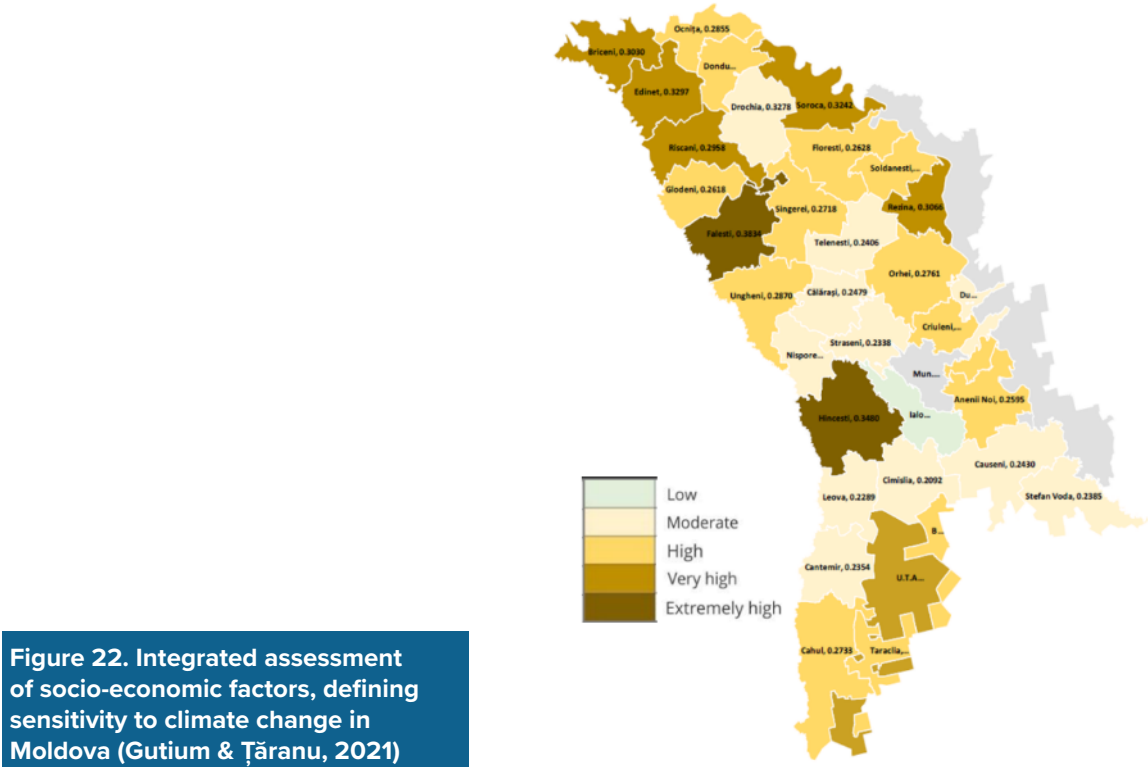 Ocnița, 0.2855
Briceni, 0.3030
Dondu...
Edinet, 0.3297
Drochia, 0.3278
Soroca, 0.3242
Riscani, 0.2958
Floresti, 0.2628
Soldanesti,...
Glodeni, 0.2618
Singerei, 0.2718
Rezina, 0.3066
Falesti, 0.3834
Telenesti, 0.2406
Orhei, 0.2761
Ungheni, 0.2870
Călărași, 0.2479
Du...
Criuleni,...
Straseni, 0.2338
Nispore...
Mun....
Anenii Noi, 0.2595
Hincesti, 0.3480
Ialo...
Causeni, 0.2430
Cimislia, 0.2092
Leova, 0.2289
Stefan Voda, 0.2385
B...
Cantemir, 0.2354
U.T.A...
Cahul, 0.2733
Taraclia,...
Low
Moderate
High
Very high
Extremely high
Figure 22. Integrated assessment
of socio-economic factors, defining
sensitivity to climate change in
Moldova (Gutium & Țăranu, 2021)